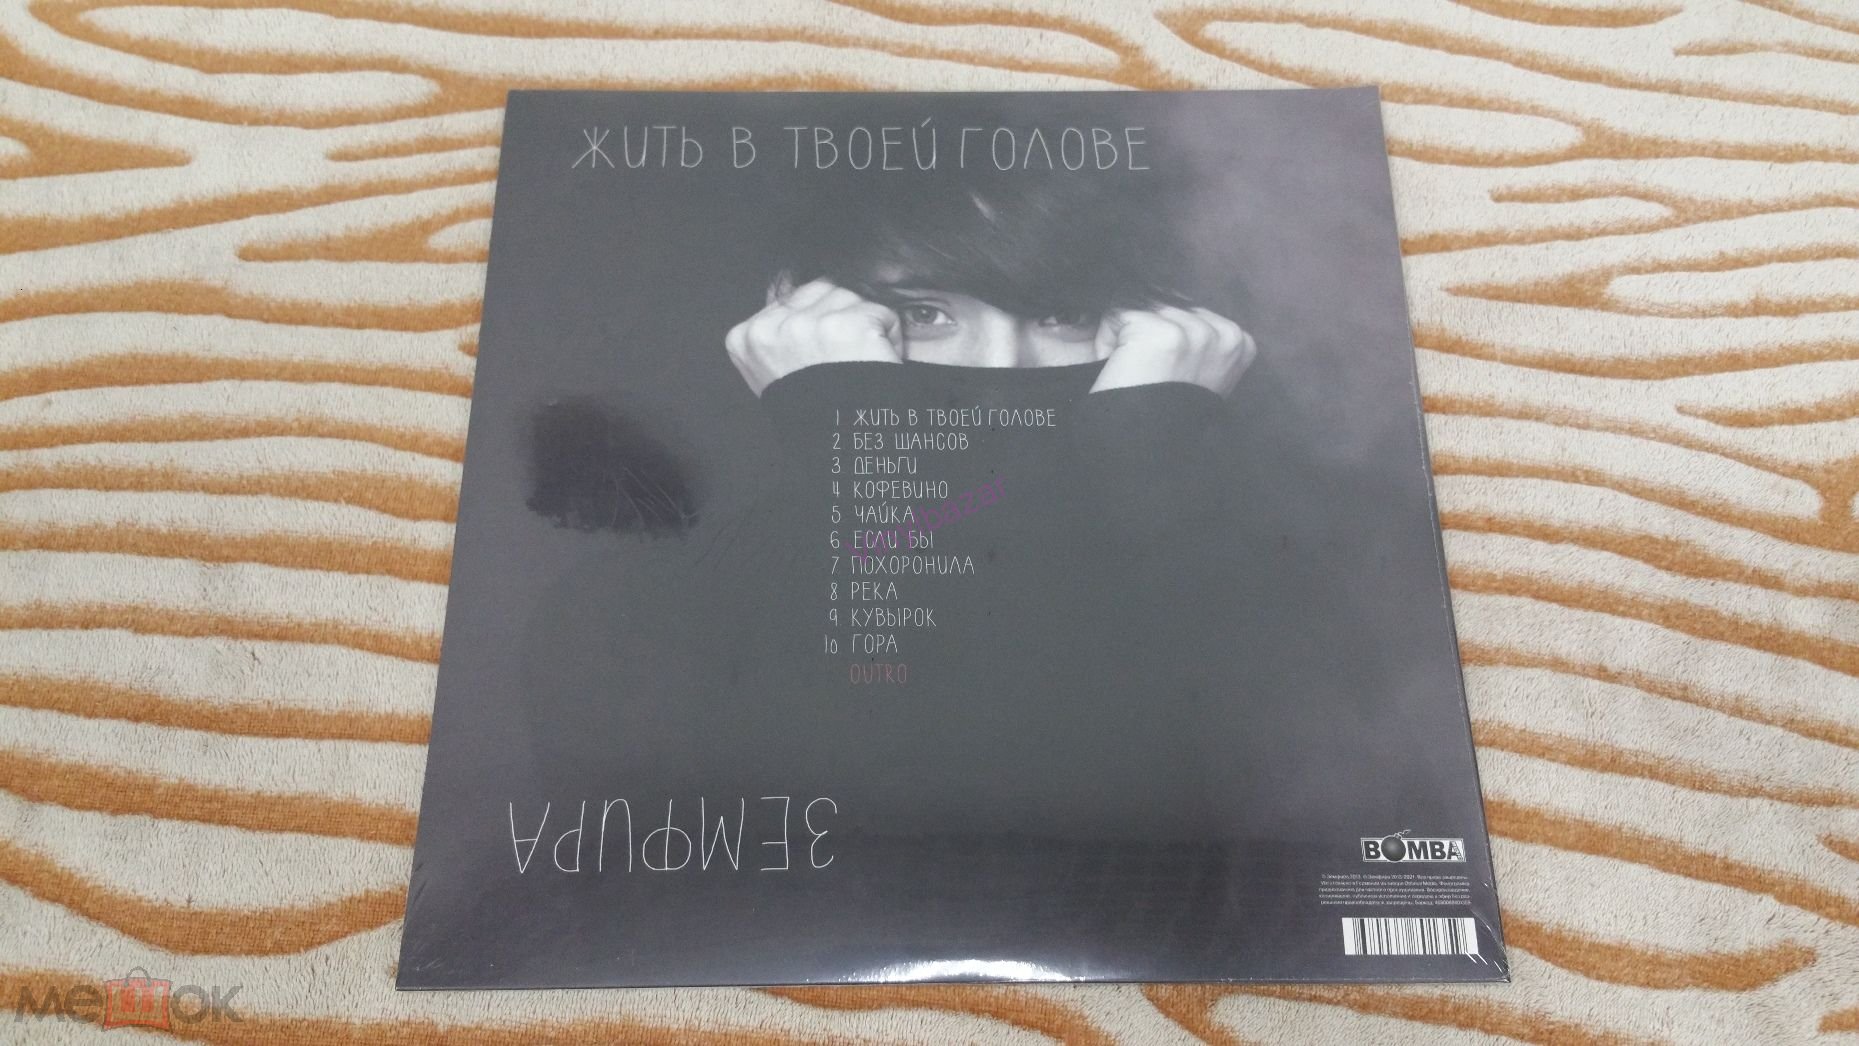 ЖИТЬ В ТВОЕЙ ГОЛОВЕ
1 ЖИТЬ В ТВОЕЙ ГОЛОВЕ
2 БЕЗ ШАНСОВ
3 ДЕНЬГИ
4 КОФЕВИНО
5 ЧАЙКА
6 ЕСЛИ БЫ
7 ПОХОРОНИЛА
8 РЕКА
9 КУВЫРОК
10 ГОРА
OUTRO
ЗЕМФИРА
BOMBA
мешок